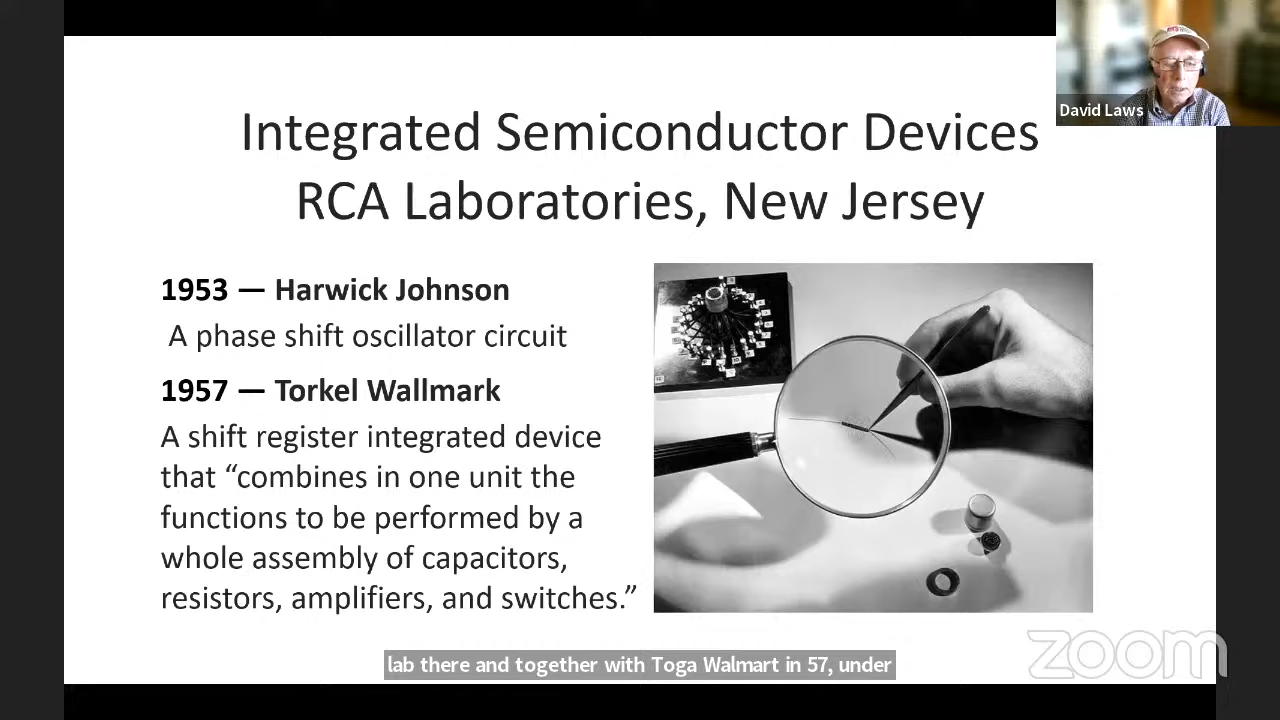 David Laws
Integrated Semiconductor Devices
RCA Laboratories, New Jersey
1953 — Harwick Johnson
A phase shift oscillator circuit
1957 — Torkel Wallmark
A shift register integrated device
that “combines in one unit the
functions to be performed by a
whole assembly of capacitors,
resistors, amplifiers, and switches.”
lab there and together with Toga Walmart in 57, under
zoom